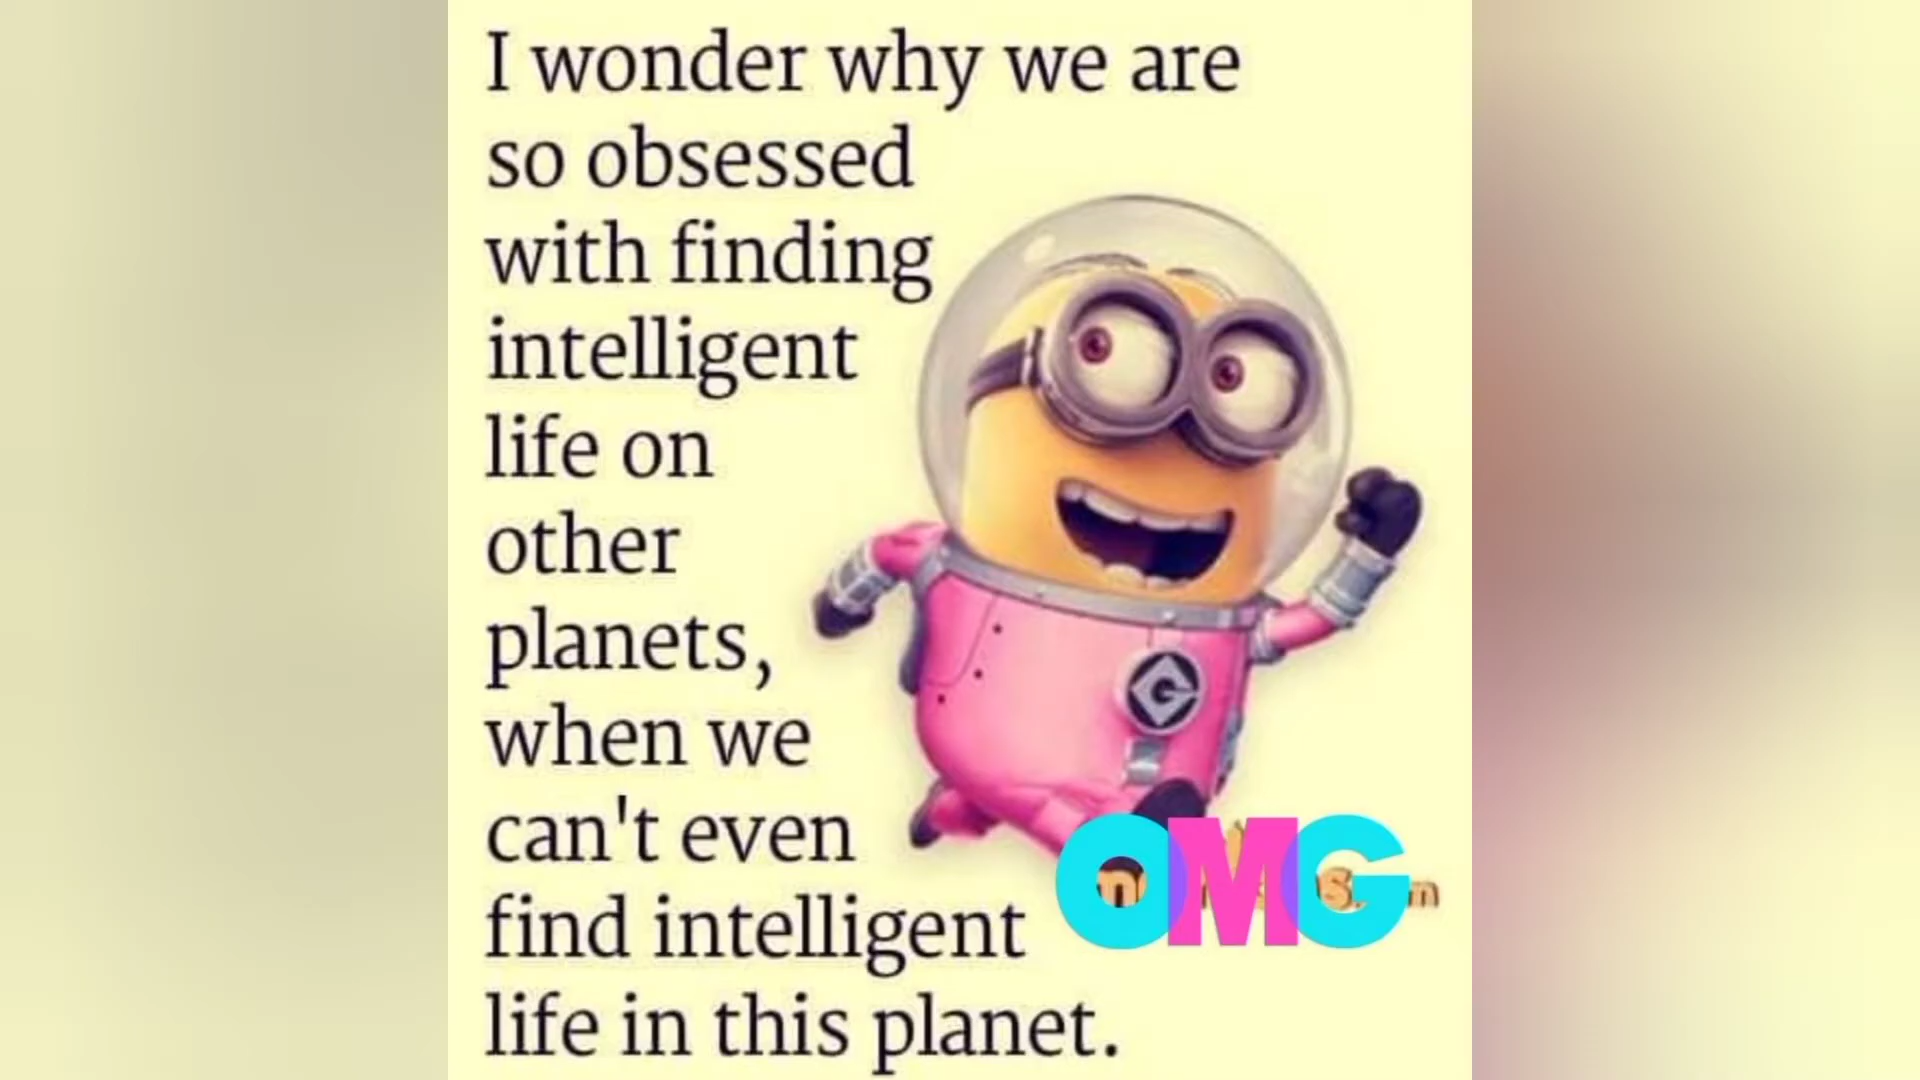 I wonder why we are
so obsessed
with finding
intelligent
life on
other
planets,
when we
can't even
find intelligent
life in this planet.
G
OMG